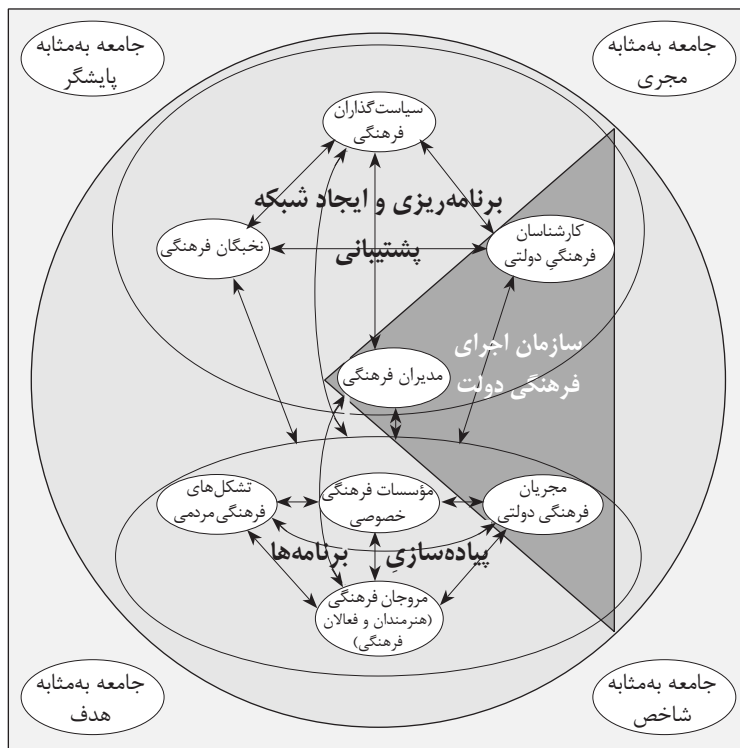 جامعه به‌مثابه
مجری
جامعه به‌مثابه
پایشگر
سیاست‌گذاران
فرهنگی
برنامه‌ریزی و ایجاد شبکه
پشتیبانی
کارشناسان
فرهنگیِ دولتی
نخبگان فرهنگی
سازمان اجرای
فرهنگی دولت
مدیران فرهنگی
مجریان
فرهنگی دولتی
مؤسسات فرهنگی
خصوصی
تشکل‌های
فرهنگی مردمی
پیاده‌سازیِ برنامه‌ها
مروجان فرهنگی
(هنرمندان و فعالان
فرهنگی)
جامعه به‌مثابه
شاخص
جامعه به‌مثابه
هدف